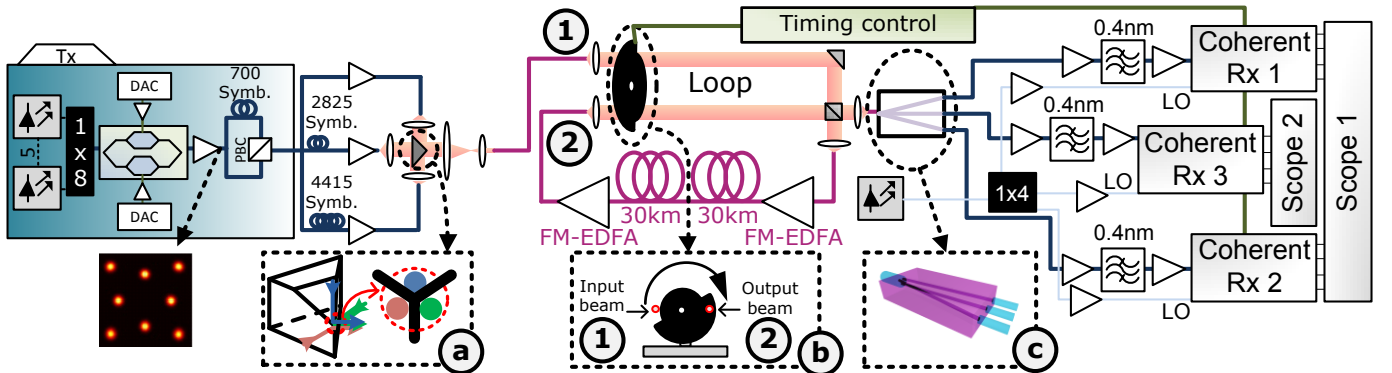 Tx
DAC
5
1
x
8
DAC
700
Symb.
PBC
2825
Symb.
4415
Symb.
a
1
2
Loop
Timing control
30km 30km
FM-EDFA
FM-EDFA
Input
beam
Output
beam
1
2
b
c
0.4nm
0.4nm
0.4nm
1x4
LO
LO
LO
Coherent
Rx 1
Coherent
Rx 3
Coherent
Rx 2
Scope 2
Scope 1